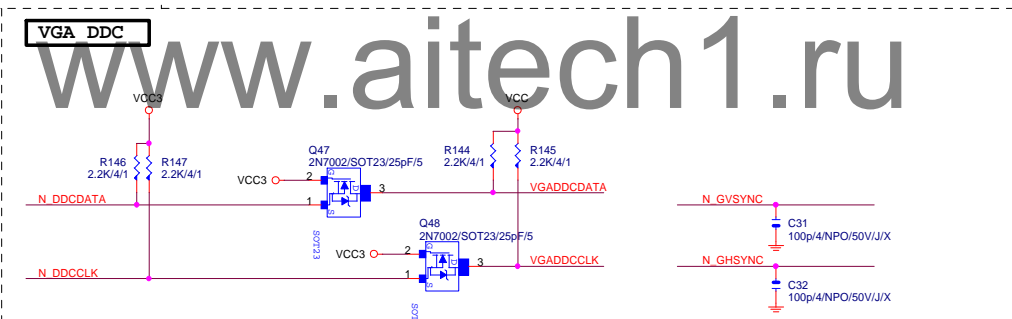 VGA DDC
www.aitech1.ru
VCC3
VCC
R146
2.2K/4/1
R147
2.2K/4/1
Q47
2N7002/SOT23/25pF/5
R144
2.2K/4/1
R145
2.2K/4/1
VCC3
2
G
D
3
VGADDCDATA
N_DDCDATA
1
S
SOT23
N_GVSYNC
C31
100p/4/NPO/50V/J/X
Q48
2N7002/SOT23/25pF/5
VCC3
2
G
D
3
VGADDCCLK
N_DDCCLK
1
S
N_GHSYNC
C32
100p/4/NPO/50V/J/X